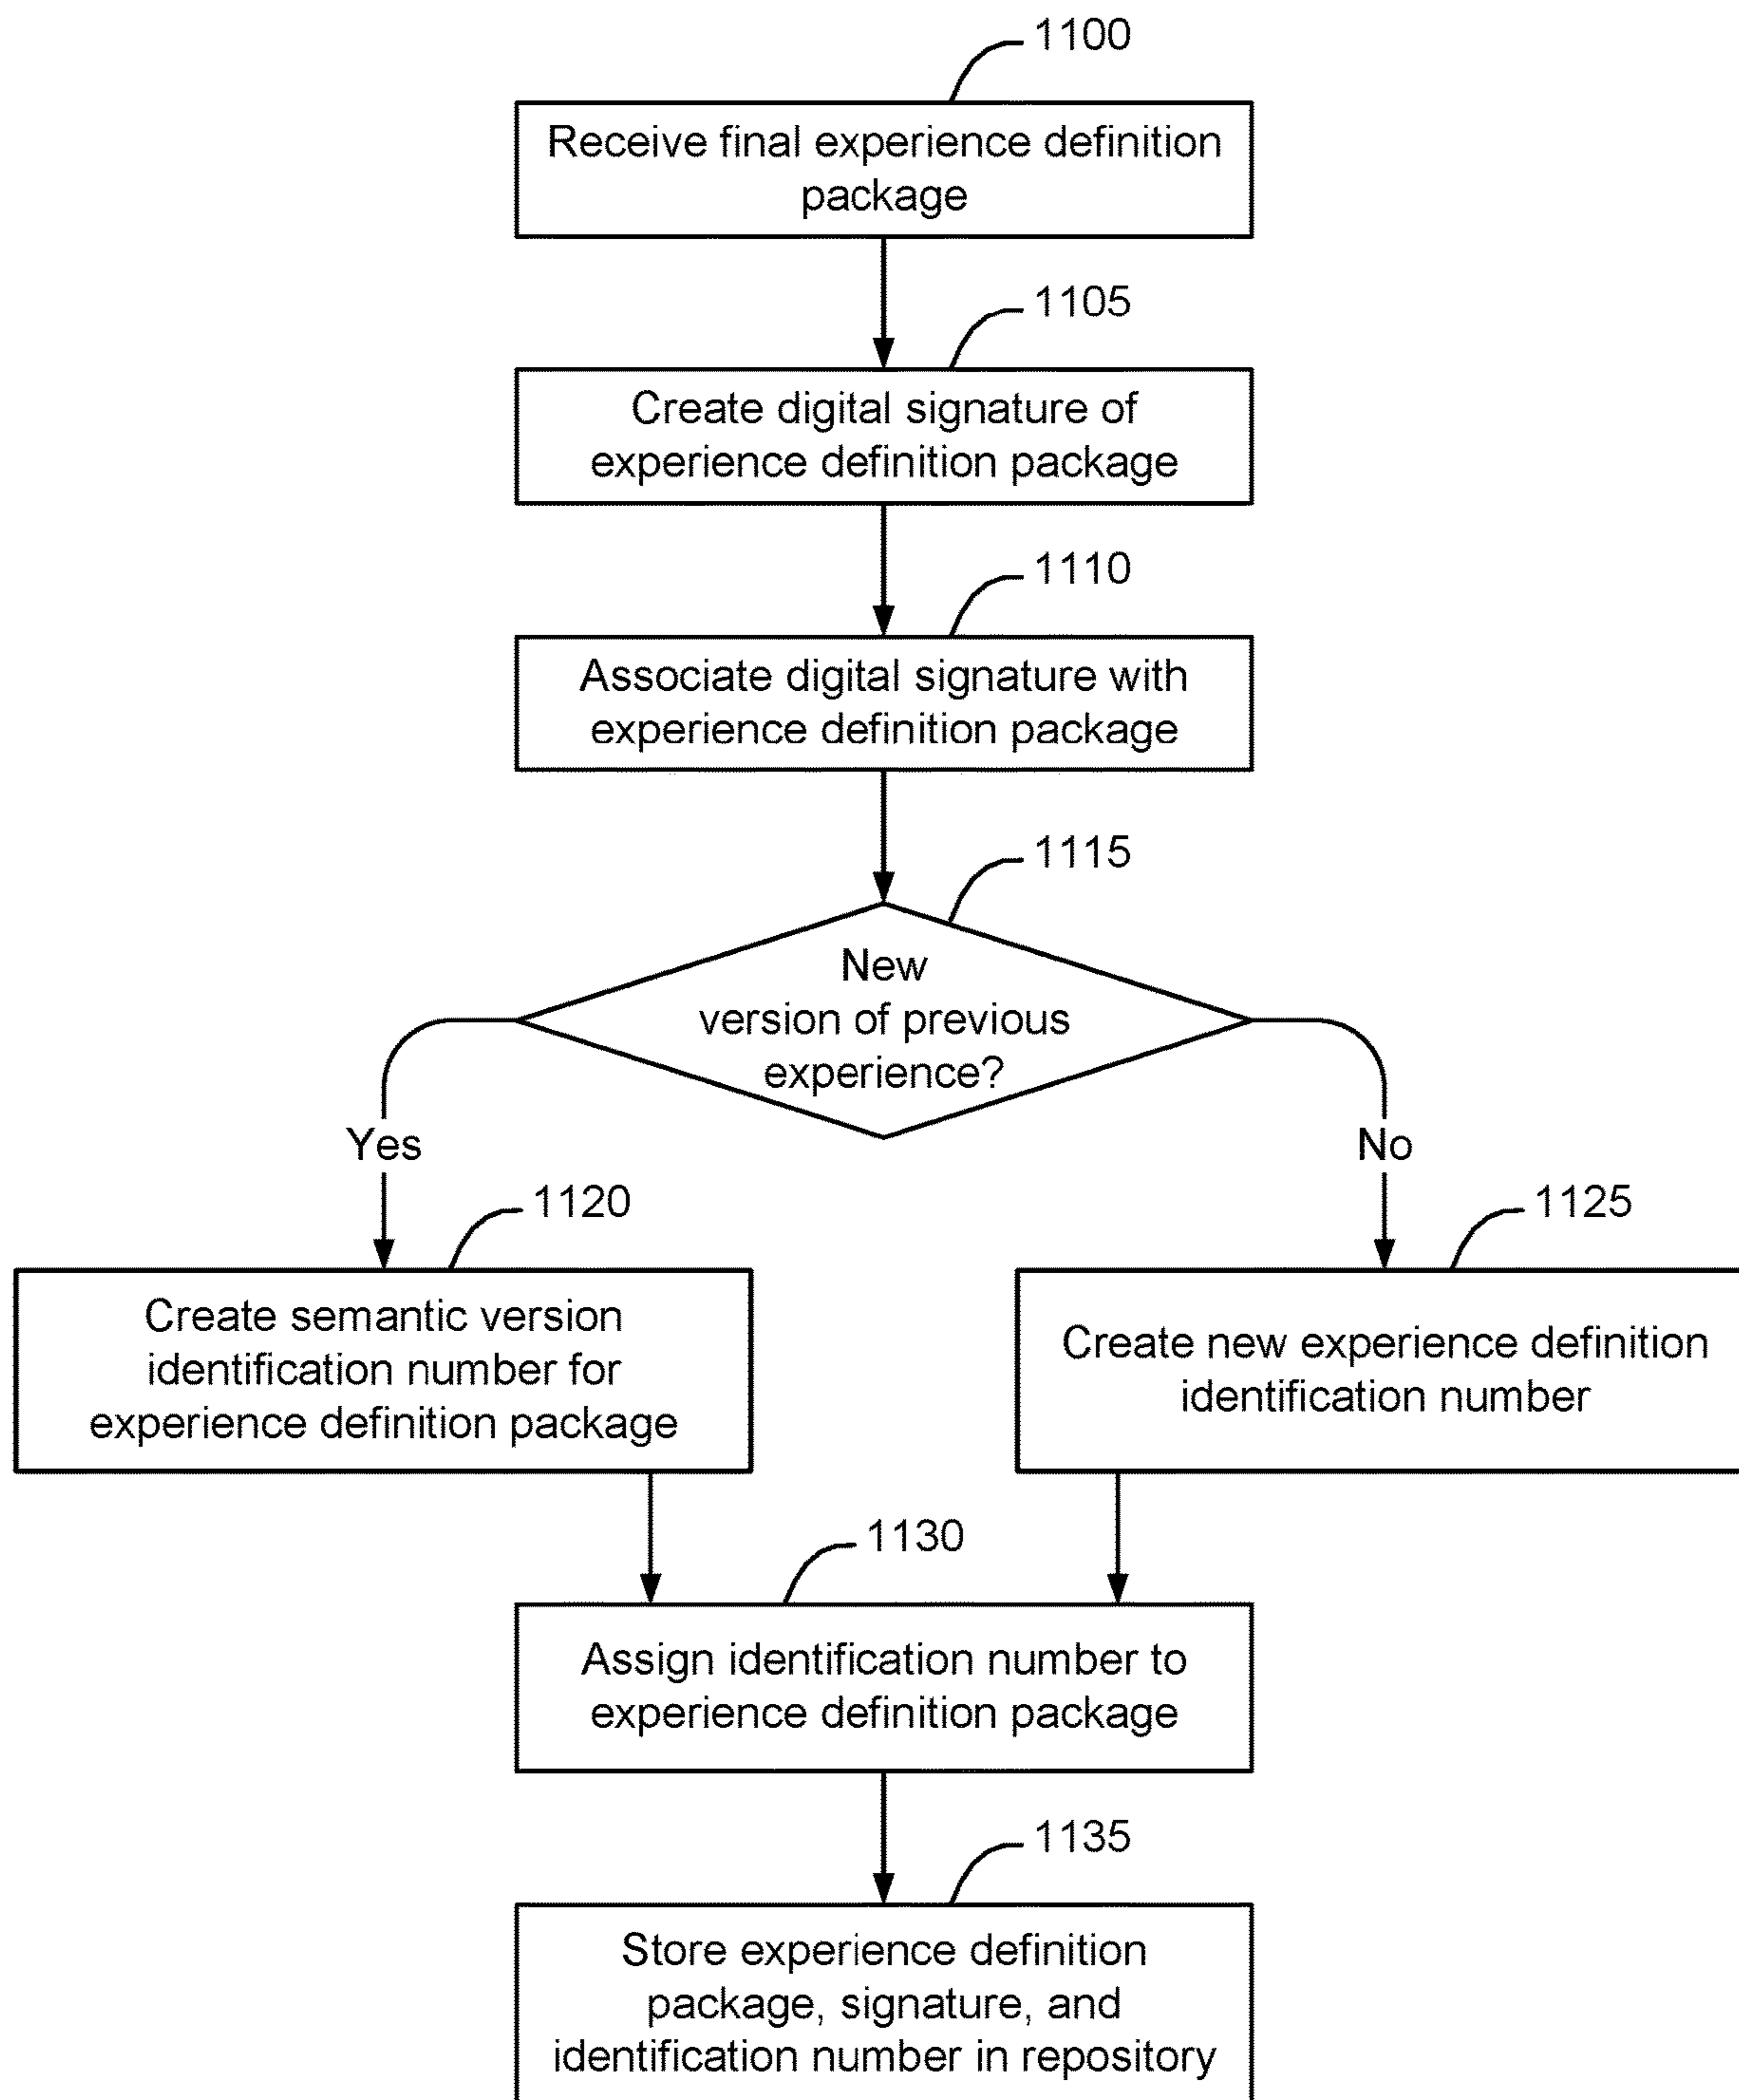 1100
Receive final experience definition
package
1105
Create digital signature of
experience definition package
1110
Associate digital signature with
experience definition package
1115
New
version of previous
experience?
Yes
No
1120
1125
Create semantic version
identification number for
experience definition package
Create new experience definition
identification number
1130
Assign identification number to
experience definition package
1135
Store experience definition
package, signature, and
identification number in repository